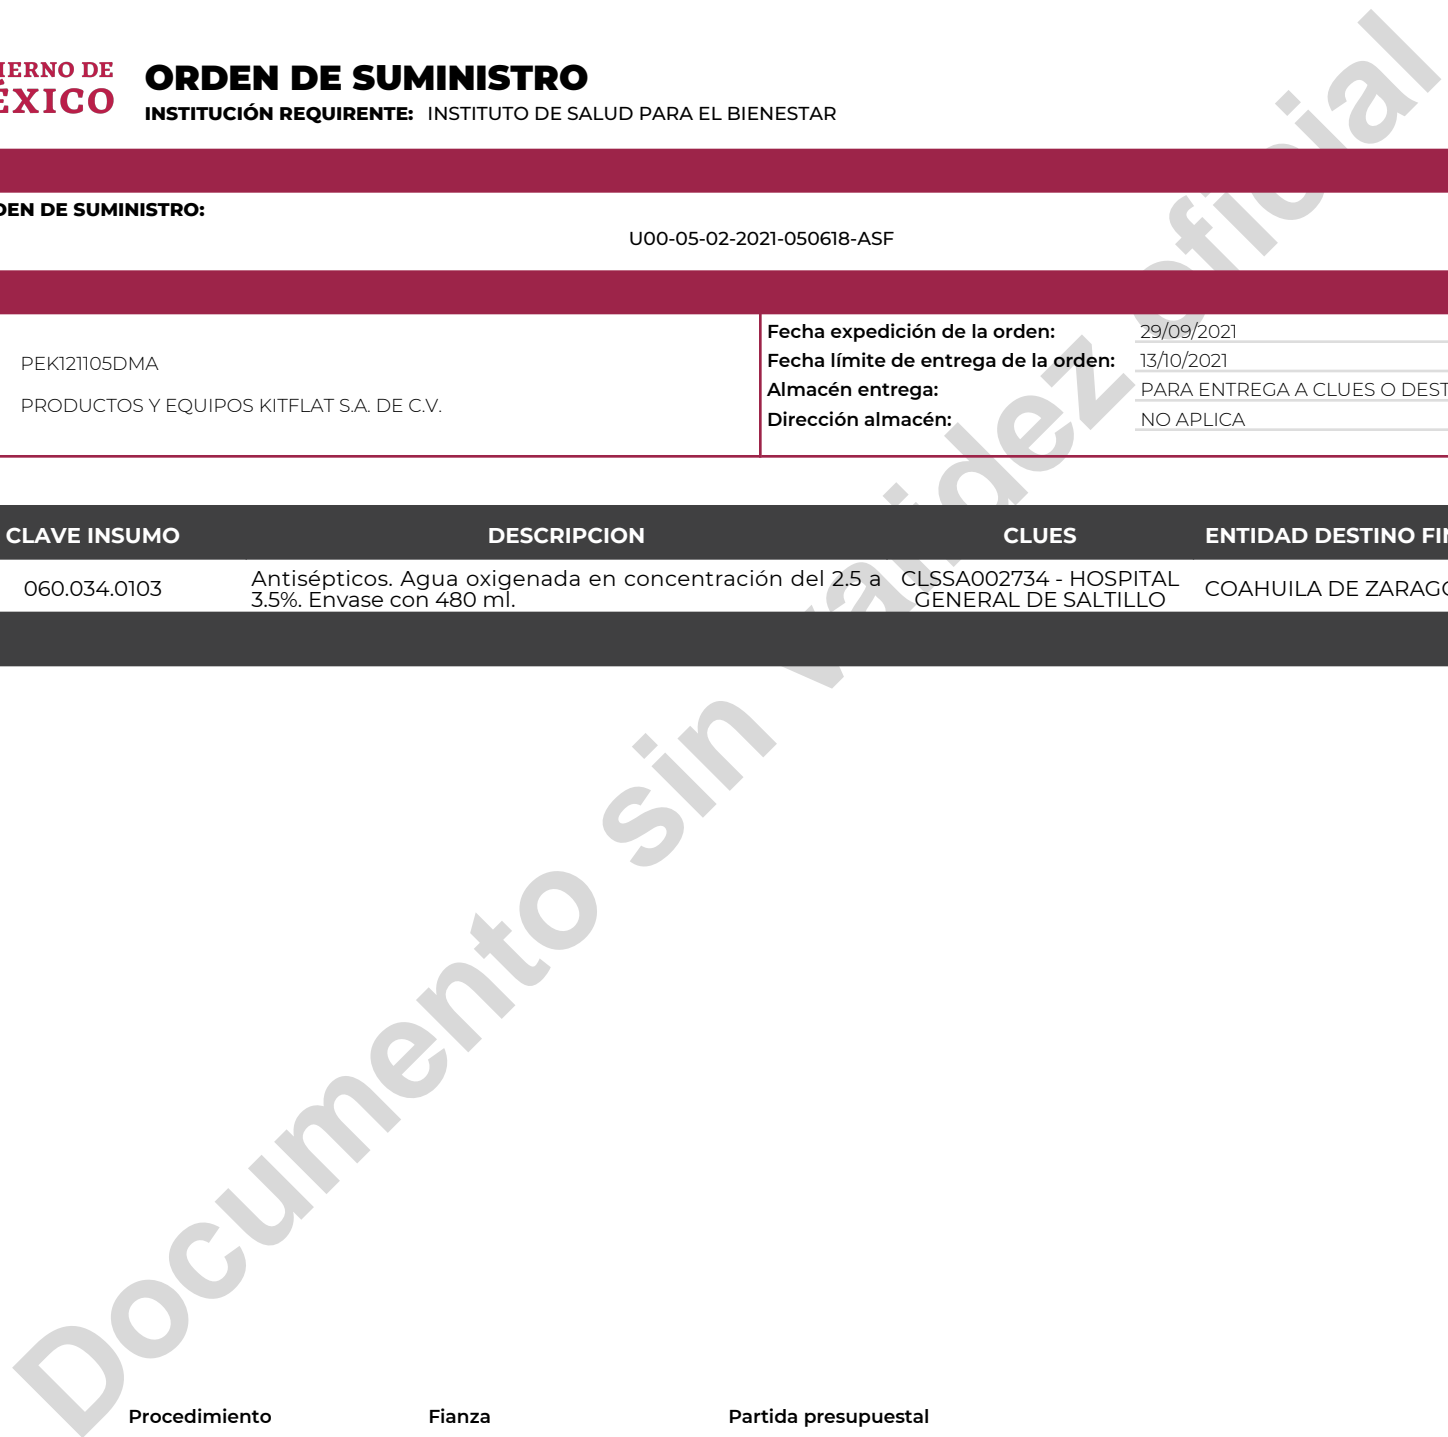 IERNO DE
ÉXICO
ORDEN DE SUMINISTRO
INSTITUCIÓN REQUIRENTE: INSTITUTO DE SALUD PARA EL BIENESTAR
DEN DE SUMINISTRO:
U00-05-02-2021-050618-ASF
PEK121105DMA
PRODUCTOS Y EQUIPOS KITFLAT S.A. DE C.V.
Fecha expedición de la orden: 29/09/2021
Fecha límite de entrega de la orden: 13/10/2021
Almacén entrega: PARA ENTREGA A CLUES O DEST
Dirección almacén: NO APLICA
CLAVE INSUMO DESCRIPCION CLUES ENTIDAD DESTINO FIN
060.034.0103
Antisépticos. Agua oxigenada en concentración del 2.5 a
3.5%. Envase con 480 ml.
CLSSA002734 - HOSPITAL
GENERAL DE SALTILLO
COAHUILA DE ZARAGO
Documento sin validez oficial
Procedimiento Fianza Partida presupuestal